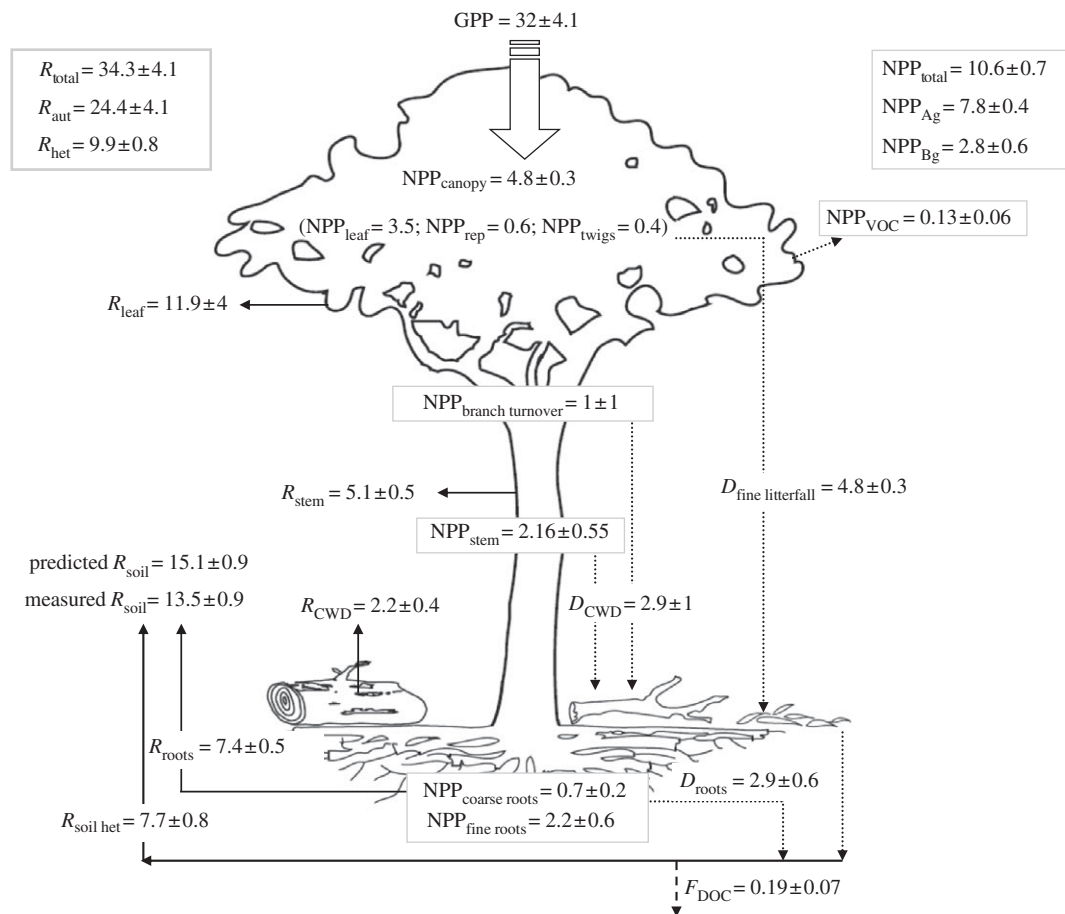 GPP = 32±4.1
R_total = 34.3±4.1
R_aut = 24.4±4.1
R_het = 9.9±0.8
NPP_total = 10.6±0.7
NPP_Ag = 7.8±0.4
NPP_Bg = 2.8±0.6
NPP_canopy = 4.8±0.3
(NPP_leaf = 3.5; NPP_rep = 0.6; NPP_twigs = 0.4)
NPP_VOC = 0.13±0.06
R_leaf = 11.9±4
NPP_branch turnover = 1±1
R_stem = 5.1±0.5
D_fine litterfall = 4.8±0.3
NPP_stem = 2.16±0.55
predicted R_soil = 15.1±0.9
measured R_soil = 13.5±0.9
R_CWD = 2.2±0.4
D_CWD = 2.9±1
R_roots = 7.4±0.5
D_roots = 2.9±0.6
NPP_coarse roots = 0.7±0.2
NPP_fine roots = 2.2±0.6
R_soil het = 7.7±0.8
F_DOC = 0.19±0.07